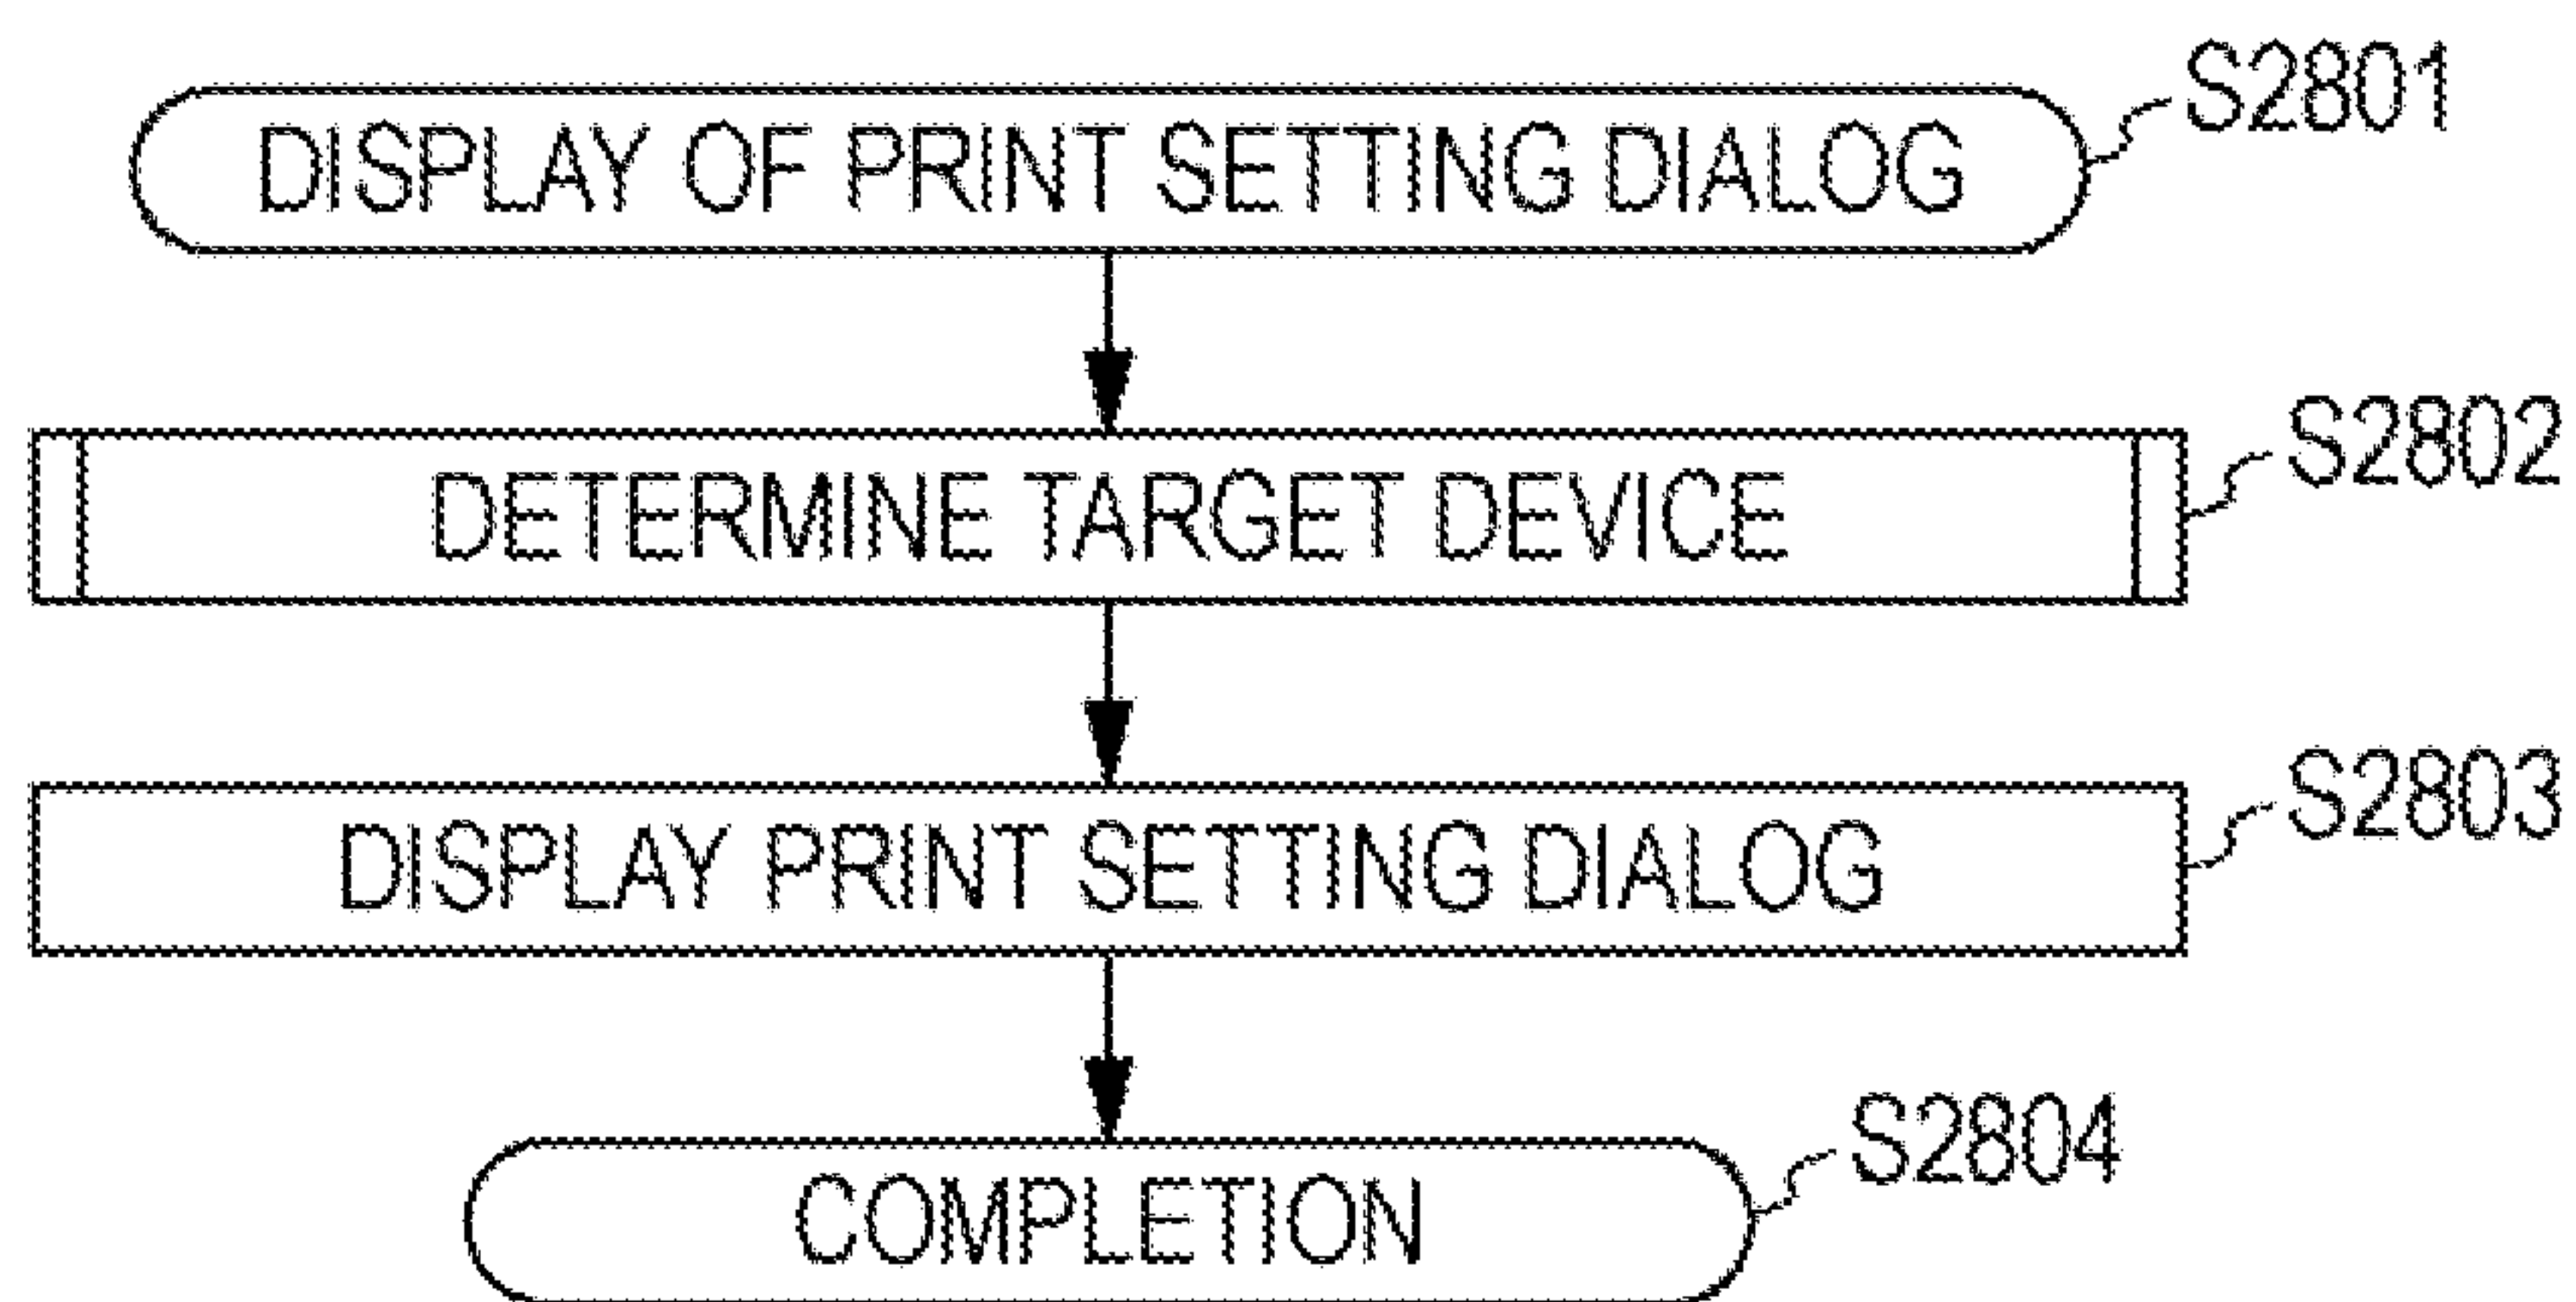 DISPLAY OF PRINT SETTING DIALOG
S2801
DETERMINE TARGET DEVICE
S2802
DISPLAY PRINT SETTING DIALOG
S2803
COMPLETION
S2804